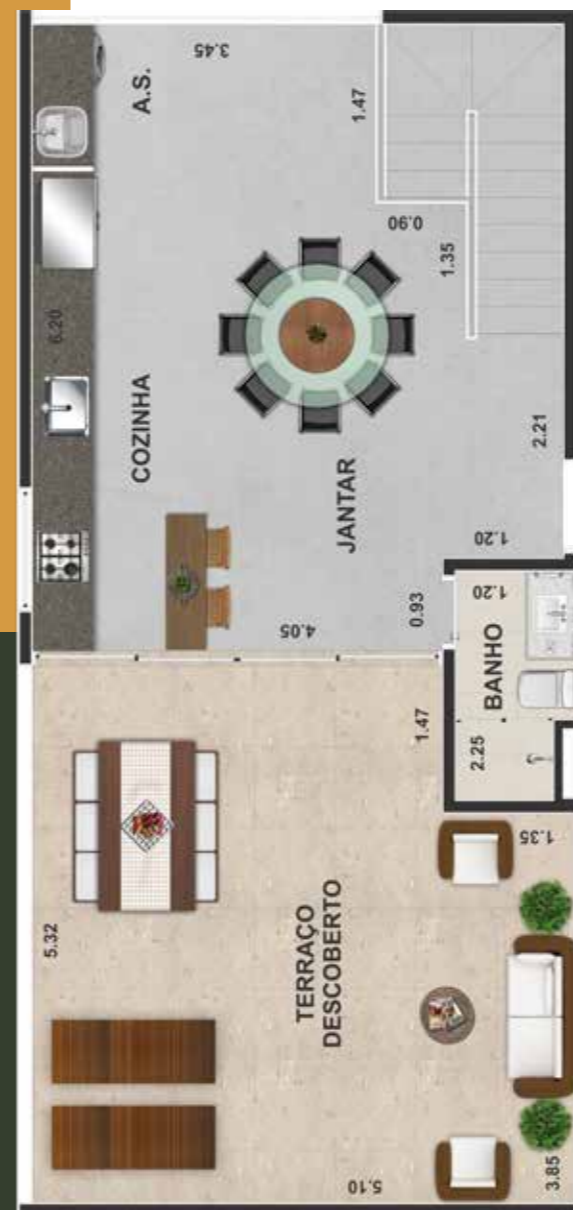 3.45
A.S.
1.47
0.90
1.35
6.20
COZINHA
JANTAR
2.21
1.20
1.20
0.93
4.05
BANHO
1.47
2.25
1.35
5.32
TERRAÇO
DESCOBERTO
5.10
3.85